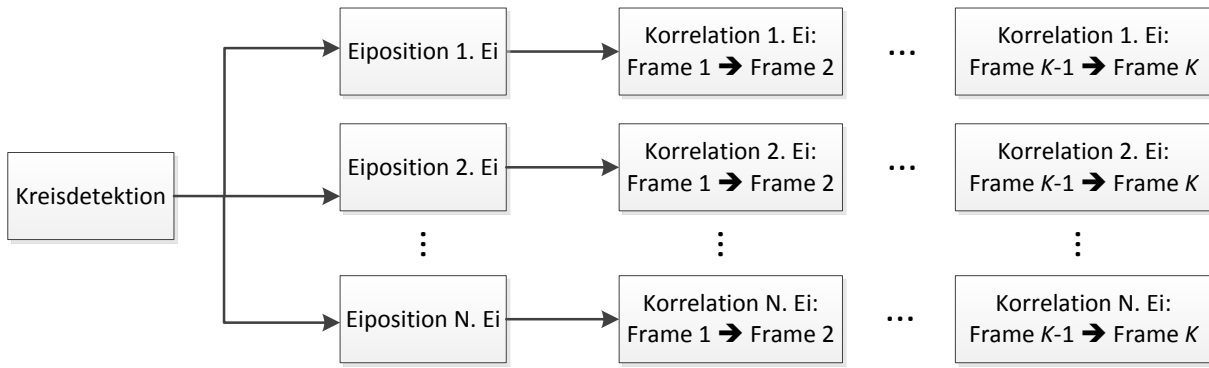 Eiposition 1. Ei
Korrelation 1. Ei:
Frame 1 → Frame 2
...
Korrelation 1. Ei:
Frame K-1 → Frame K
Kreisdetektion
Eiposition 2. Ei
Korrelation 2. Ei:
Frame 1 → Frame 2
...
Korrelation 2. Ei:
Frame K-1 → Frame K
⋮
⋮
⋮
Eiposition N. Ei
Korrelation N. Ei:
Frame 1 → Frame 2
...
Korrelation N. Ei:
Frame K-1 → Frame K